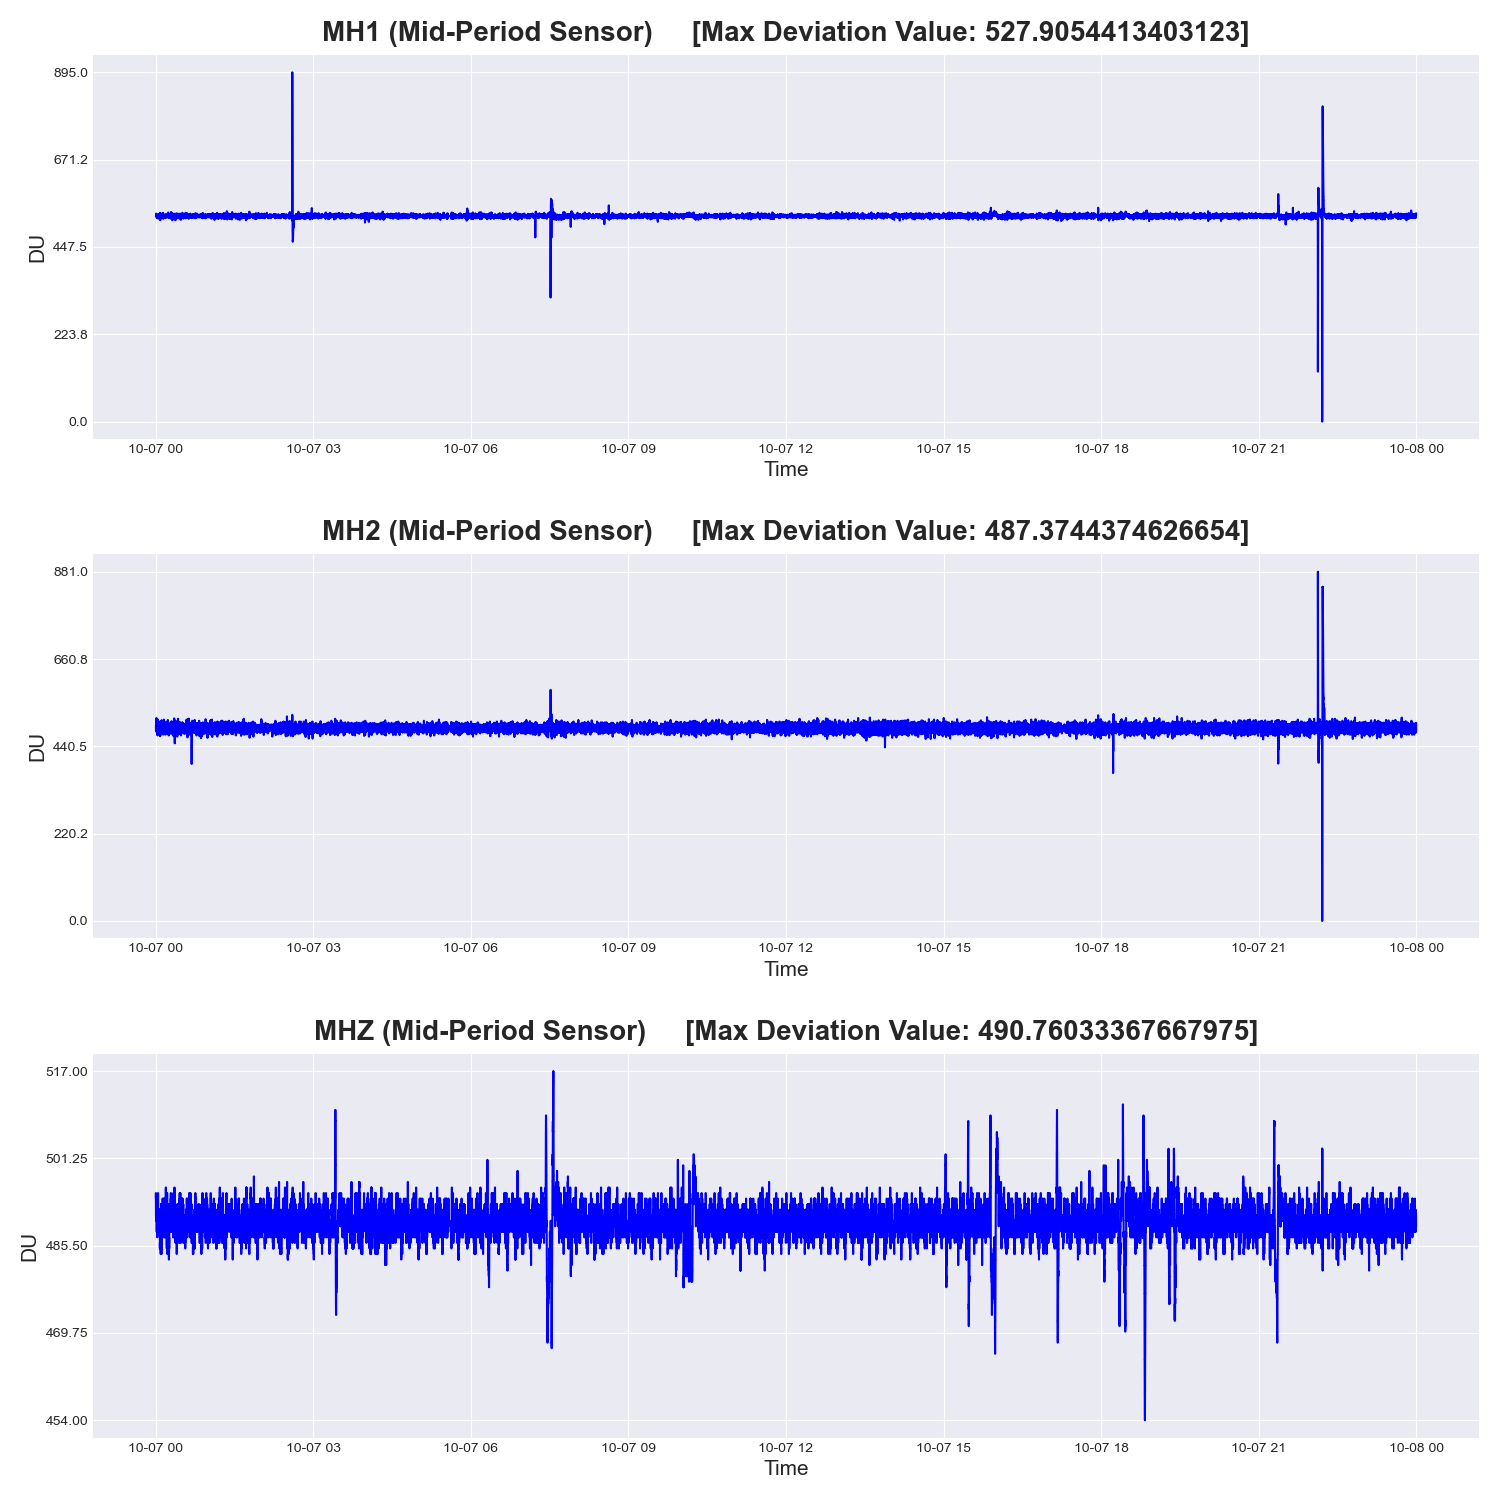 MH1 (Mid-Period Sensor) [Max Deviation Value: 527.9054413403123]
895.0
671.2
447.5
223.8
0.0
DU
10-07 00 10-07 03 10-07 06 10-07 09 10-07 12 10-07 15 10-07 18 10-07 21 10-08 00
Time
MH2 (Mid-Period Sensor) [Max Deviation Value: 487.3744374626654]
881.0
660.8
440.5
220.2
0.0
DU
10-07 00 10-07 03 10-07 06 10-07 09 10-07 12 10-07 15 10-07 18 10-07 21 10-08 00
Time
MHZ (Mid-Period Sensor) [Max Deviation Value: 490.76033367667975]
517.00
501.25
485.50
469.75
454.00
DU
10-07 00 10-07 03 10-07 06 10-07 09 10-07 12 10-07 15 10-07 18 10-07 21 10-08 00
Time